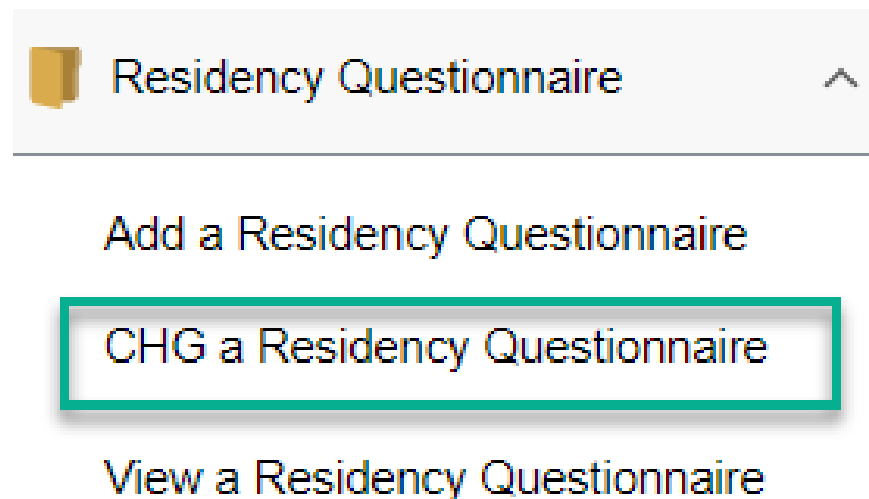 Residency Questionnaire
Add a Residency Questionnaire
CHG a Residency Questionnaire
View a Residency Questionnaire